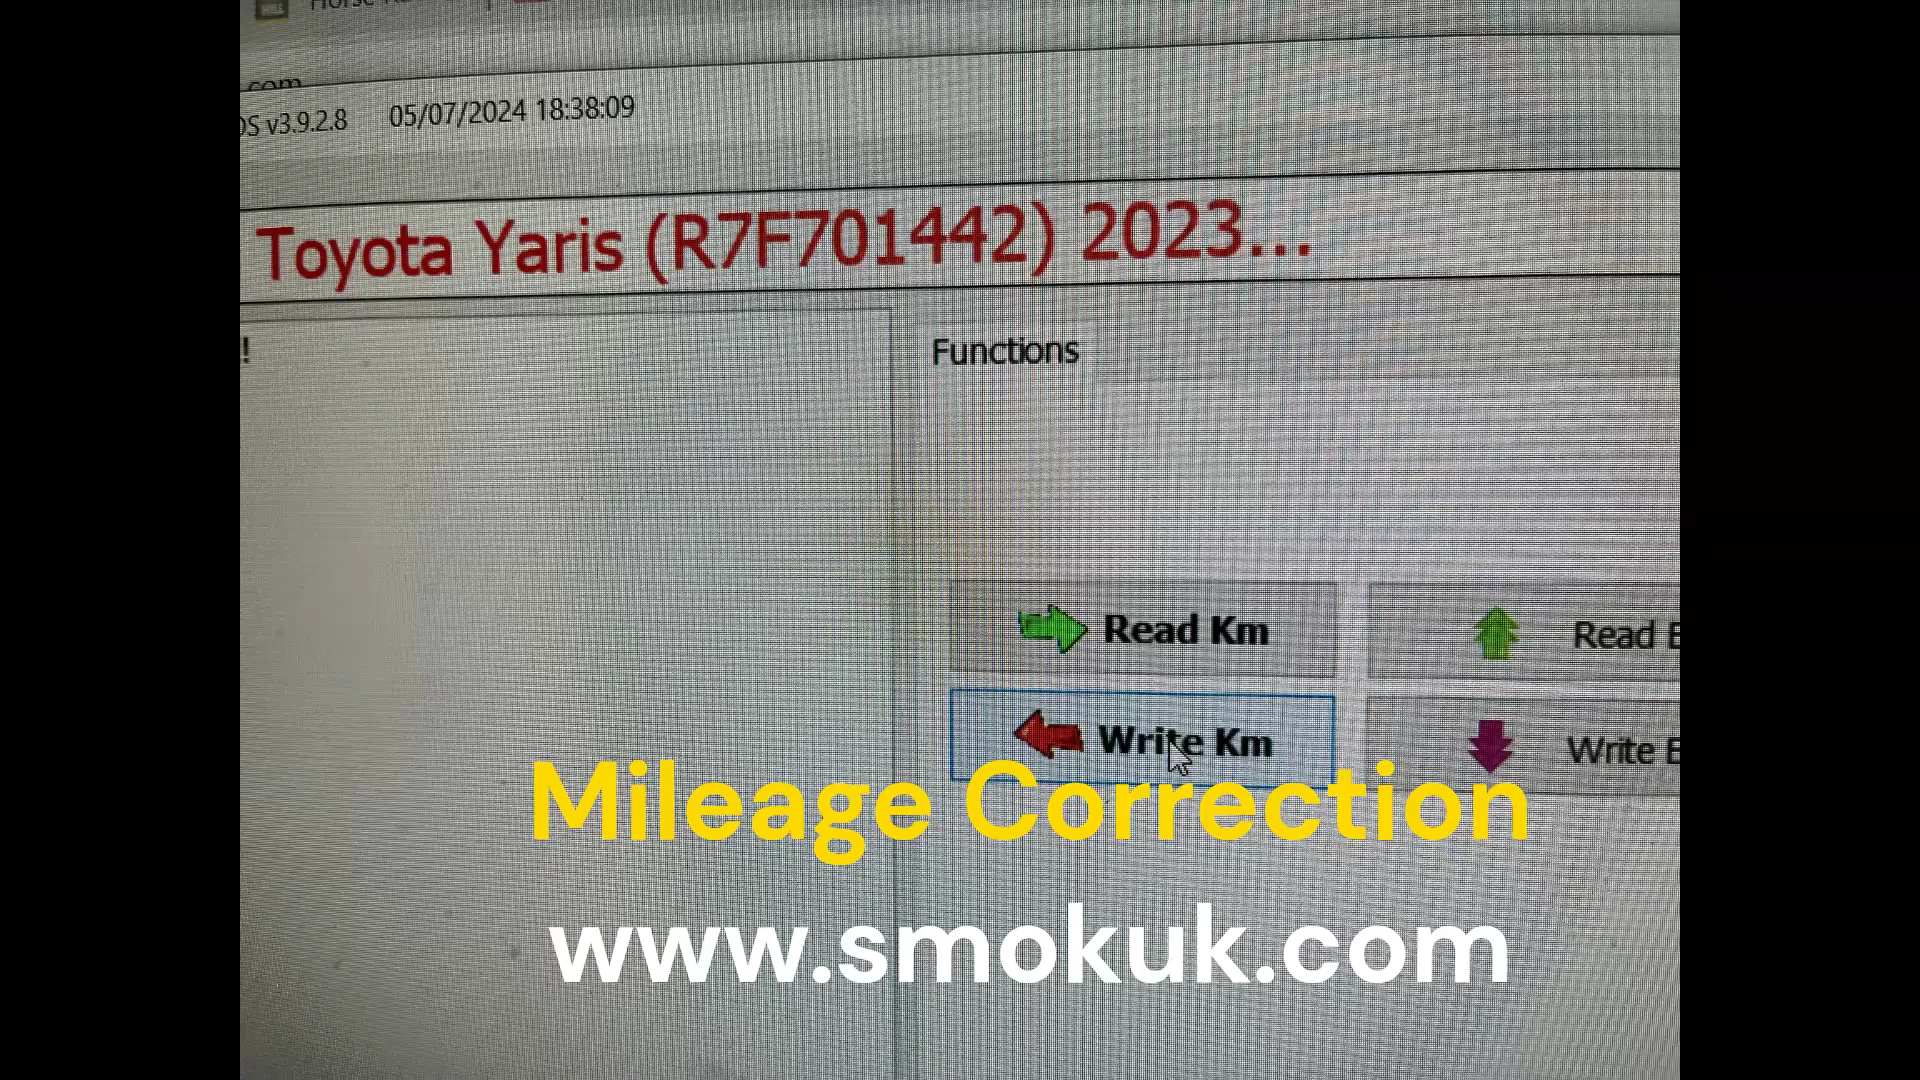 v3.9.2.8 05/07/2024 18:38:09
Toyota Yaris (R7F701442) 2023...
!
Functions
Read Km
Read
Write Km
Write
Mileage Correction
www.smokuk.com